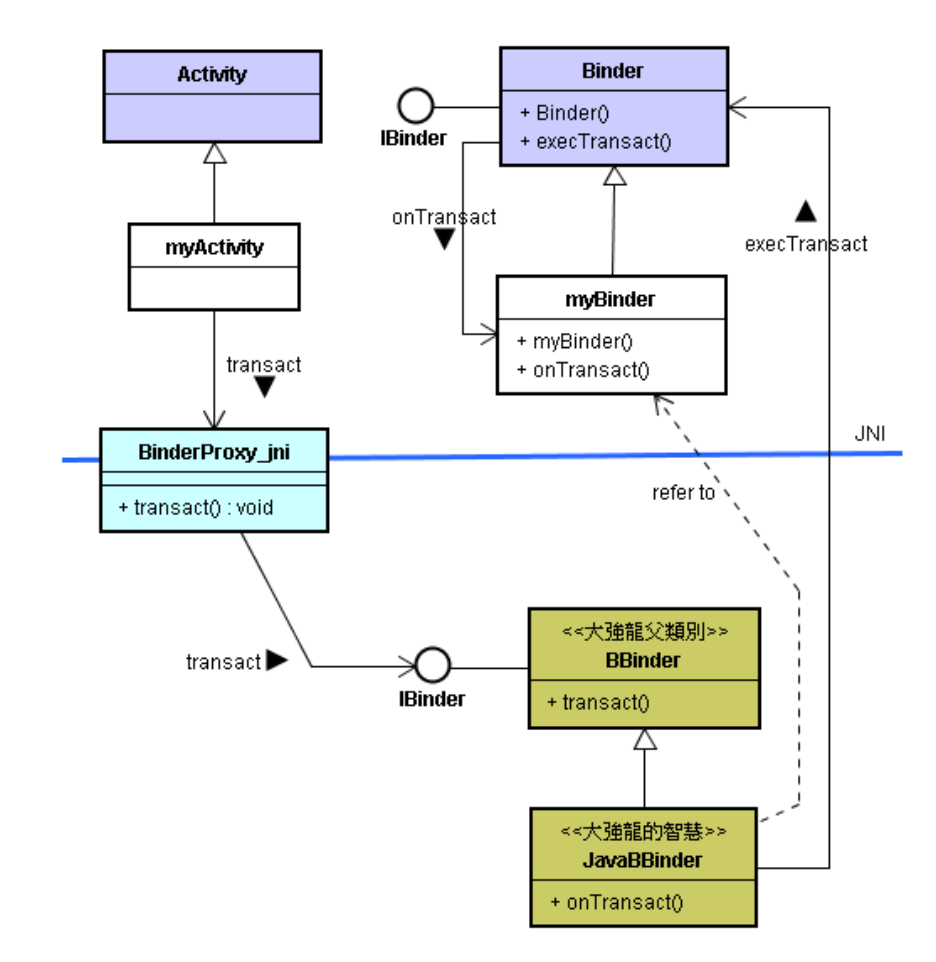 Activity
Binder
+ Binder()
+ execTransact()
IBinder
onTransact
execTransact
myActivity
myBinder
+ myBinder()
+ onTransact()
transact
JNI
BinderProxy_jni
+ transact() : void
refer to
<<大強龍父類別>>
BBinder
+ transact()
transact
IBinder
<<大強龍的智慧>>
JavaBBinder
+ onTransact()